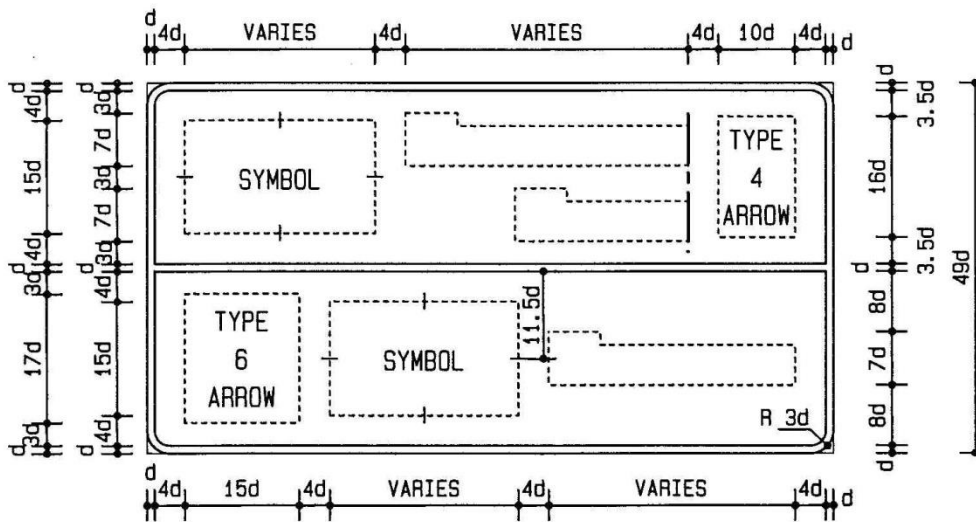 d 4d VARIES 4d VARIES 4d 10d 4d d
d
4d
15d
4d
d
3d
17d
3d
d
d
3d
7d
3d
7d
3d
d
4d
15d
4d
d
SYMBOL
TYPE
4
ARROW
TYPE
6
ARROW
SYMBOL
11.5d
R 3d
d
3.5d
16d
3.5d
d
8d
7d
8d
d
49d
d 4d 15d 4d VARIES 4d VARIES 4d d